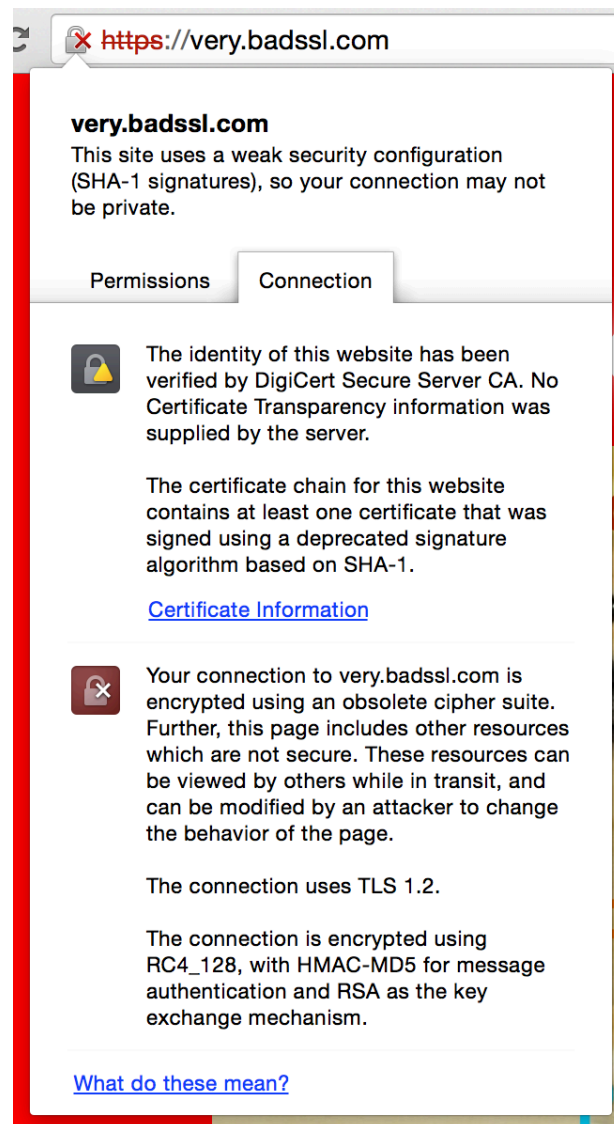 https://very.badssl.com
very.badssl.com
This site uses a weak security configuration
(SHA-1 signatures), so your connection may not
be private.
Permissions
Connection
The identity of this website has been
verified by DigiCert Secure Server CA. No
Certificate Transparency information was
supplied by the server.
The certificate chain for this website
contains at least one certificate that was
signed using a deprecated signature
algorithm based on SHA-1.
Certificate Information
Your connection to very.badssl.com is
encrypted using an obsolete cipher suite.
Further, this page includes other resources
which are not secure. These resources can
be viewed by others while in transit, and
can be modified by an attacker to change
the behavior of the page.
The connection uses TLS 1.2.
The connection is encrypted using
RC4_128, with HMAC-MD5 for message
authentication and RSA as the key
exchange mechanism.
What do these mean?